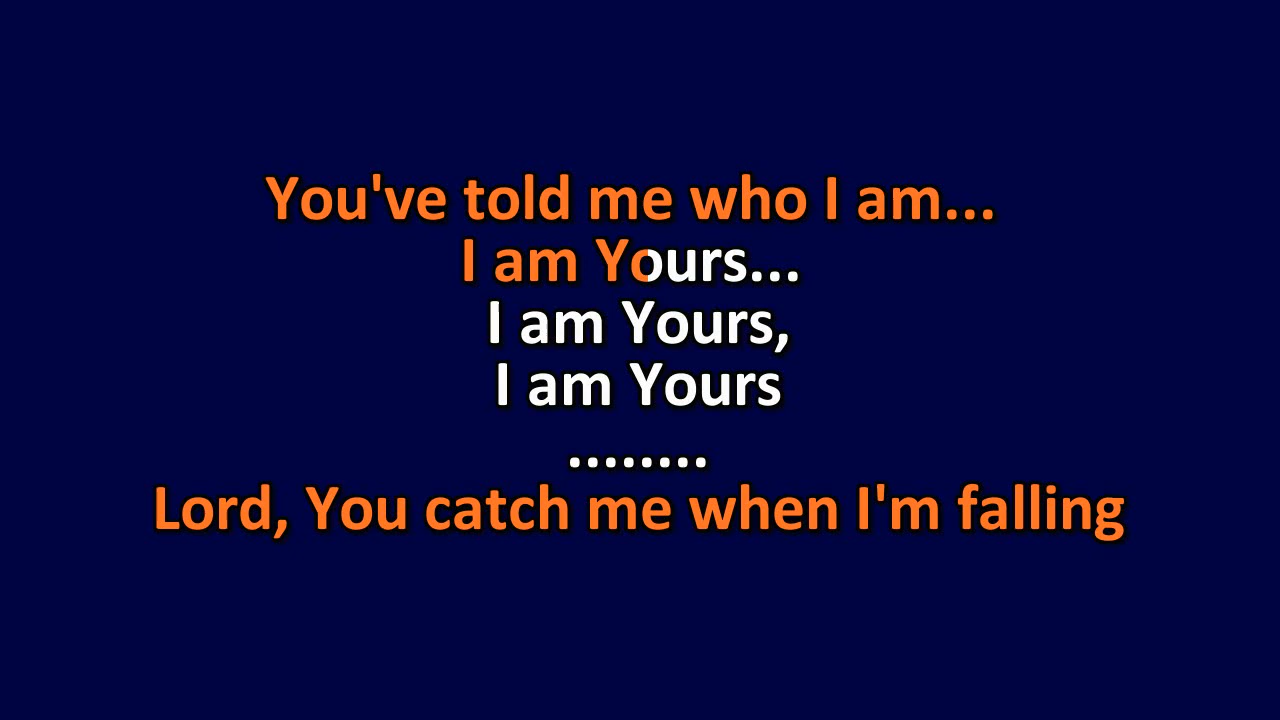 You've told me who I am...
I am Yours...
I am Yours,
I am Yours
........
Lord, You catch me when I'm falling